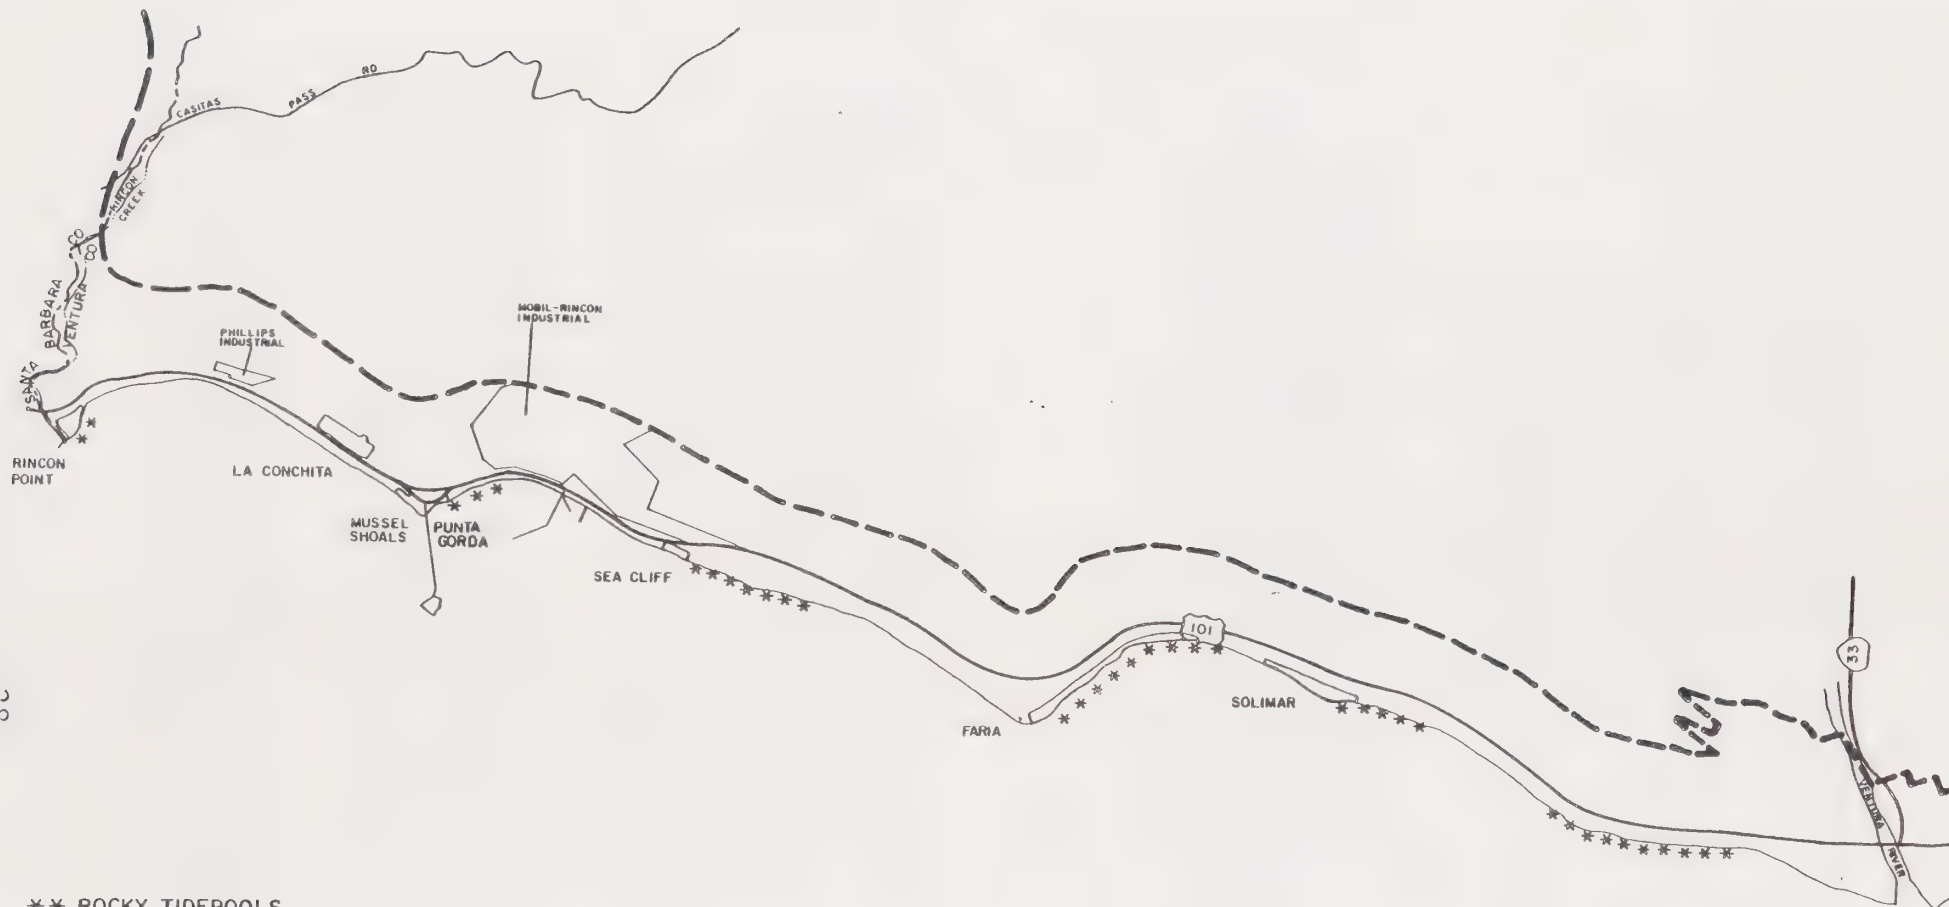 CASITAS PASS RD
RINCON
CREEK
CO
CO
SANTA BARBARA
VENTURA
PHILLIPS
INDUSTRIAL
MOBIL-RINCON
INDUSTRIAL
RINCON
POINT
LA CONCHITA
MUSSEL
SHOALS
PUNTA
GORDA
SEA CLIFF
FARIA
101
SOLIMAR
33
VENTURA RIVER
** ROCKY TIDEPOOLS